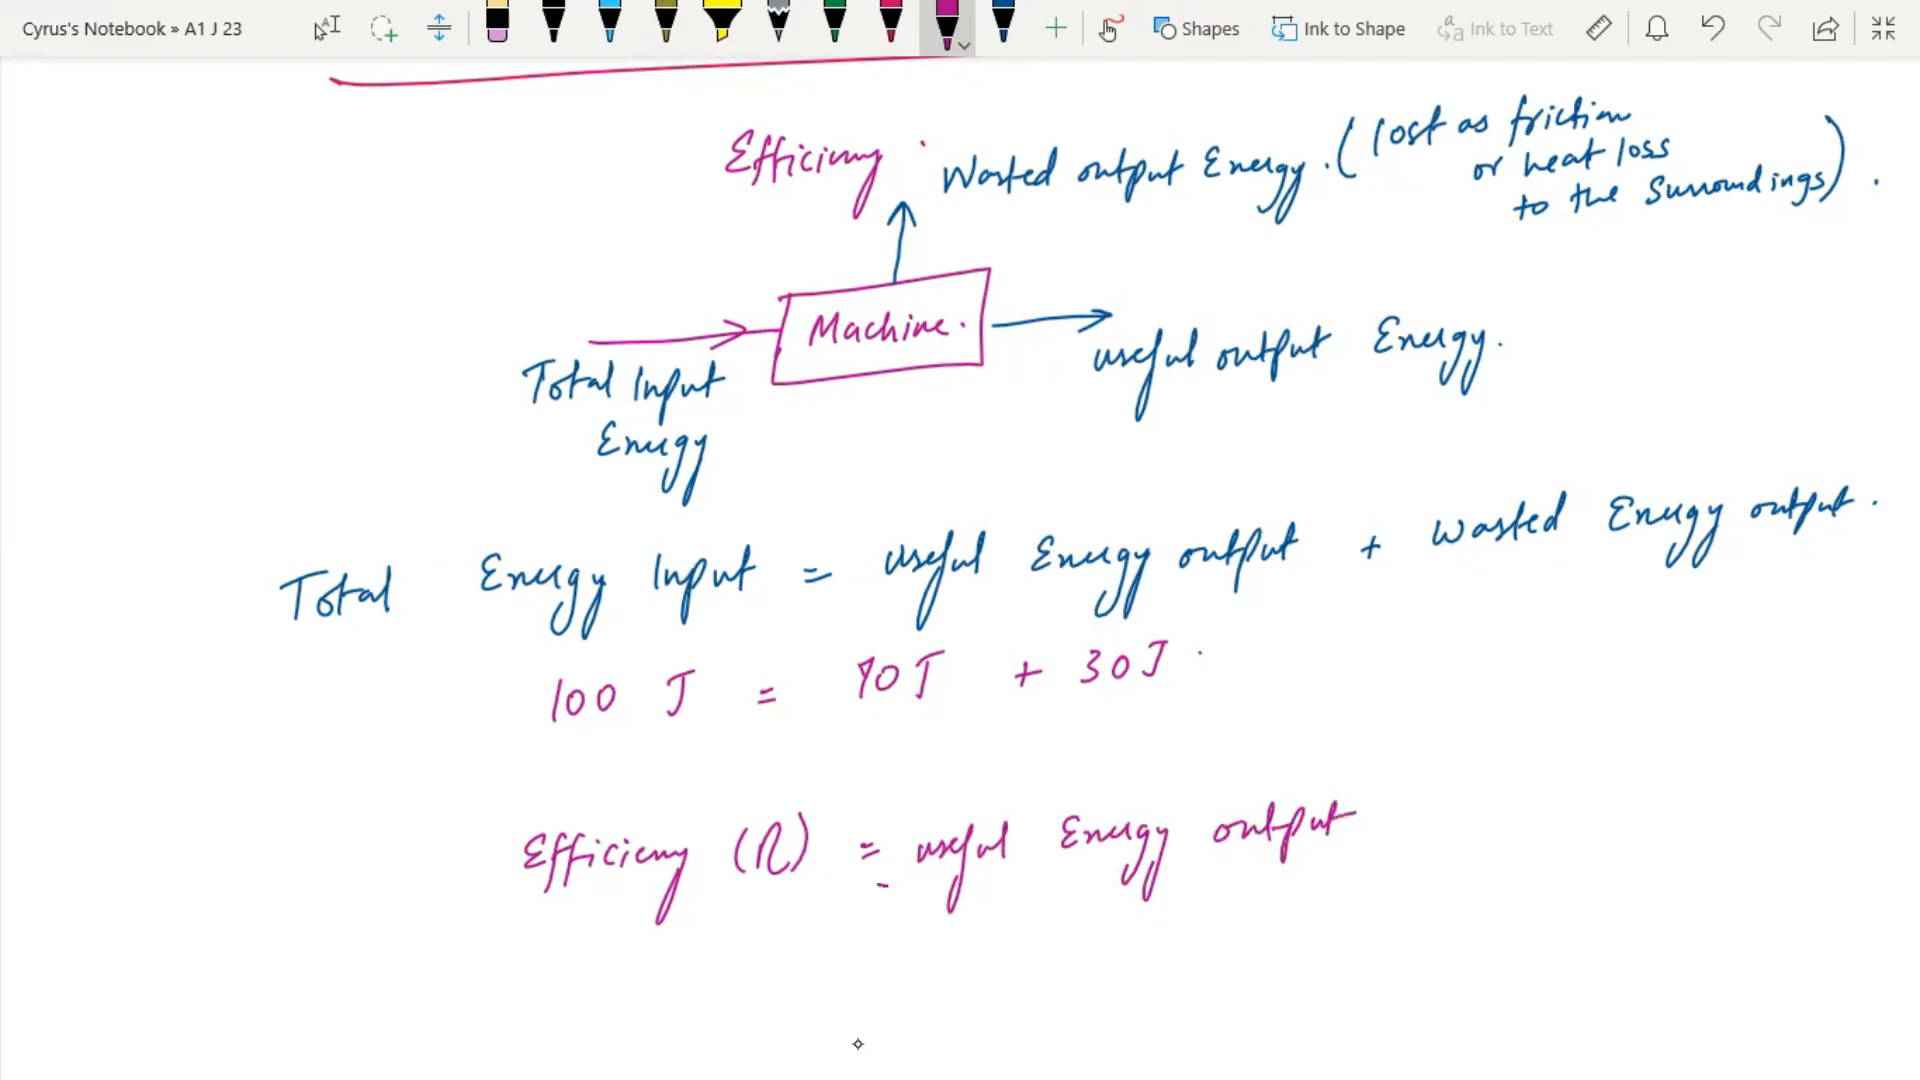 Cyrus's Notebook » A1 J 23
Shapes
Ink to Shape
Ink to Text
Efficiency
Wasted output Energy. (lost as friction
or heat loss
to the Surroundings).
Machine.
Total Input
Energy
useful output Energy.
Total Energy Input = useful Energy output + wasted Energy output.
100 J = 70J + 30J.
Efficiency (η) = useful Energy output